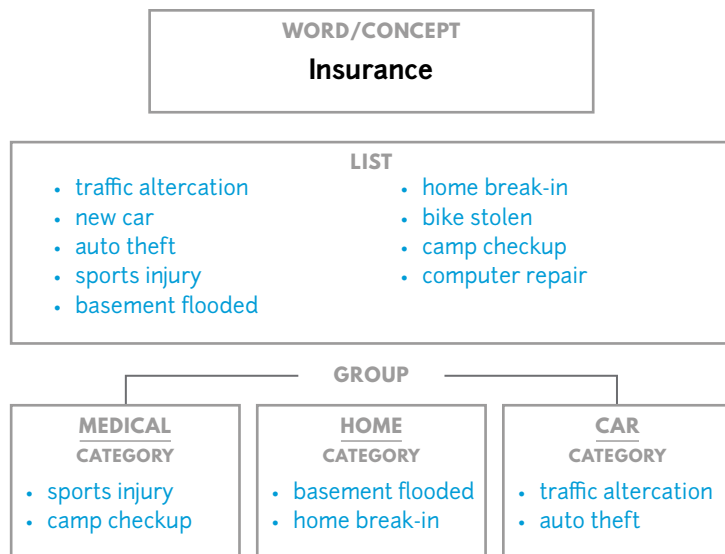 WORD/CONCEPT
Insurance
LIST
• traffic altercation
• new car
• auto theft
• sports injury
• basement flooded
• home break-in
• bike stolen
• camp checkup
• computer repair
GROUP
MEDICAL
CATEGORY
• sports injury
• camp checkup
HOME
CATEGORY
• basement flooded
• home break-in
CAR
CATEGORY
• traffic altercation
• auto theft